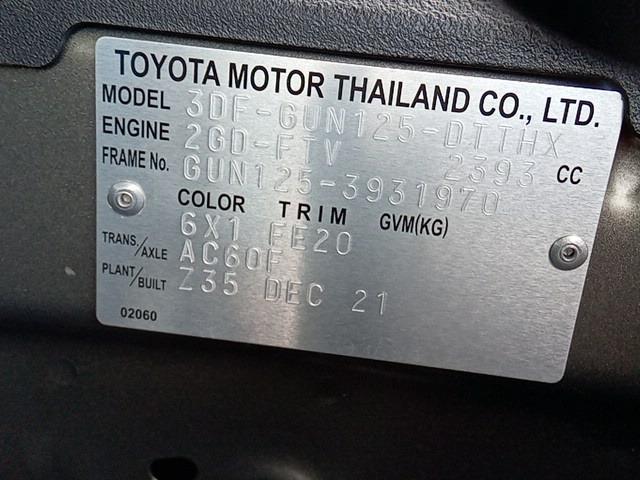 TOYOTA MOTOR THAILAND CO., LTD.
MODEL 3DF-GUN125-DTTHX
ENGINE 2GD-FTV 2393 CC
FRAME No. GUN125-3931970
COLOR TRIM GVM(KG)
6X1 FE20
TRANS./AXLE AC60F
PLANT/BUILT Z35 DEC 21
02060